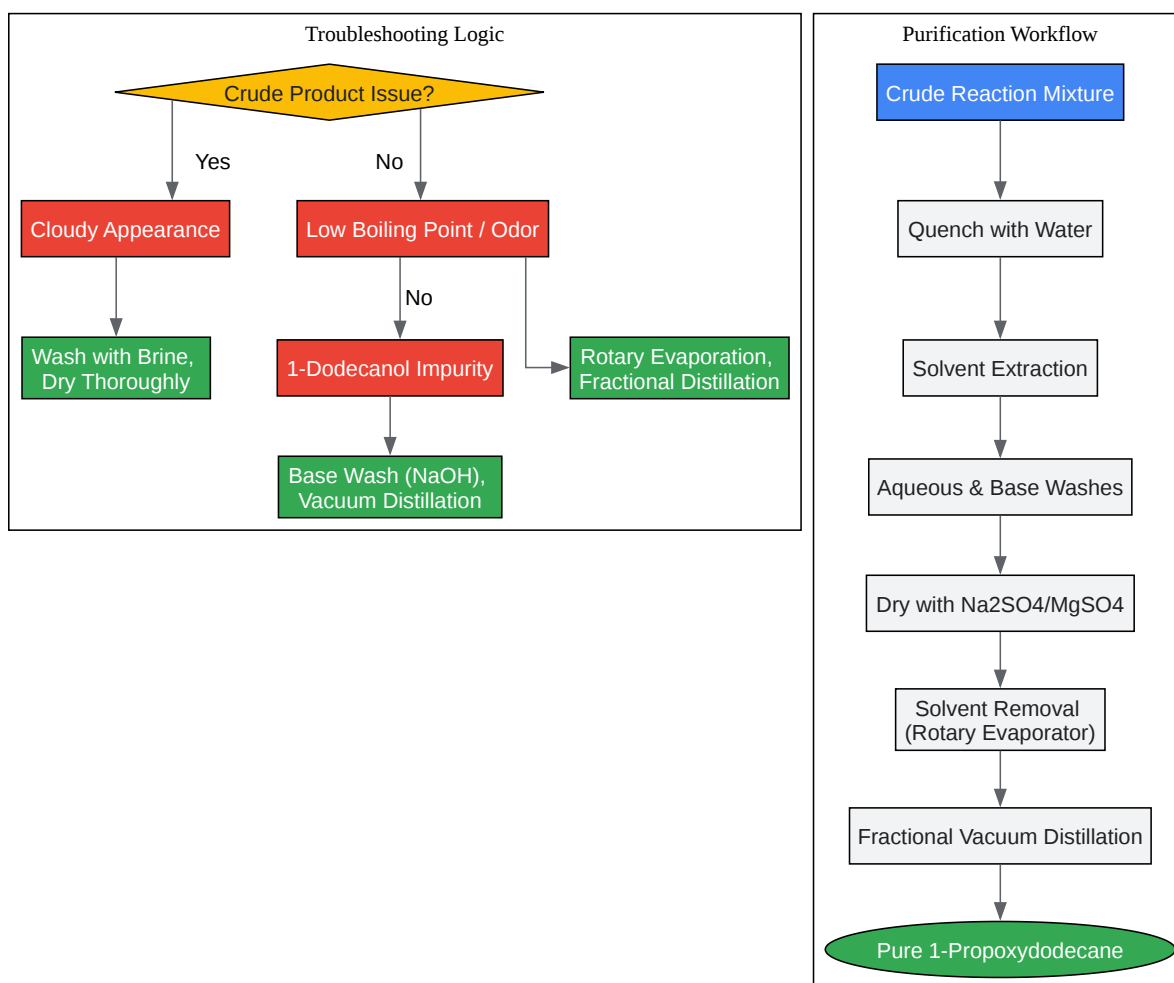 Troubleshooting Logic
Crude Product Issue?
Yes
No
Cloudy Appearance
Low Boiling Point / Odor
No
Wash with Brine,
Dry Thoroughly
1-Dodecanol Impurity
Rotary Evaporation,
Fractional Distillation
Base Wash (NaOH),
Vacuum Distillation
Purification Workflow
Crude Reaction Mixture
Quench with Water
Solvent Extraction
Aqueous & Base Washes
Dry with Na2SO4/MgSO4
Solvent Removal
(Rotary Evaporator)
Fractional Vacuum Distillation
Pure 1-Propoxydodecane